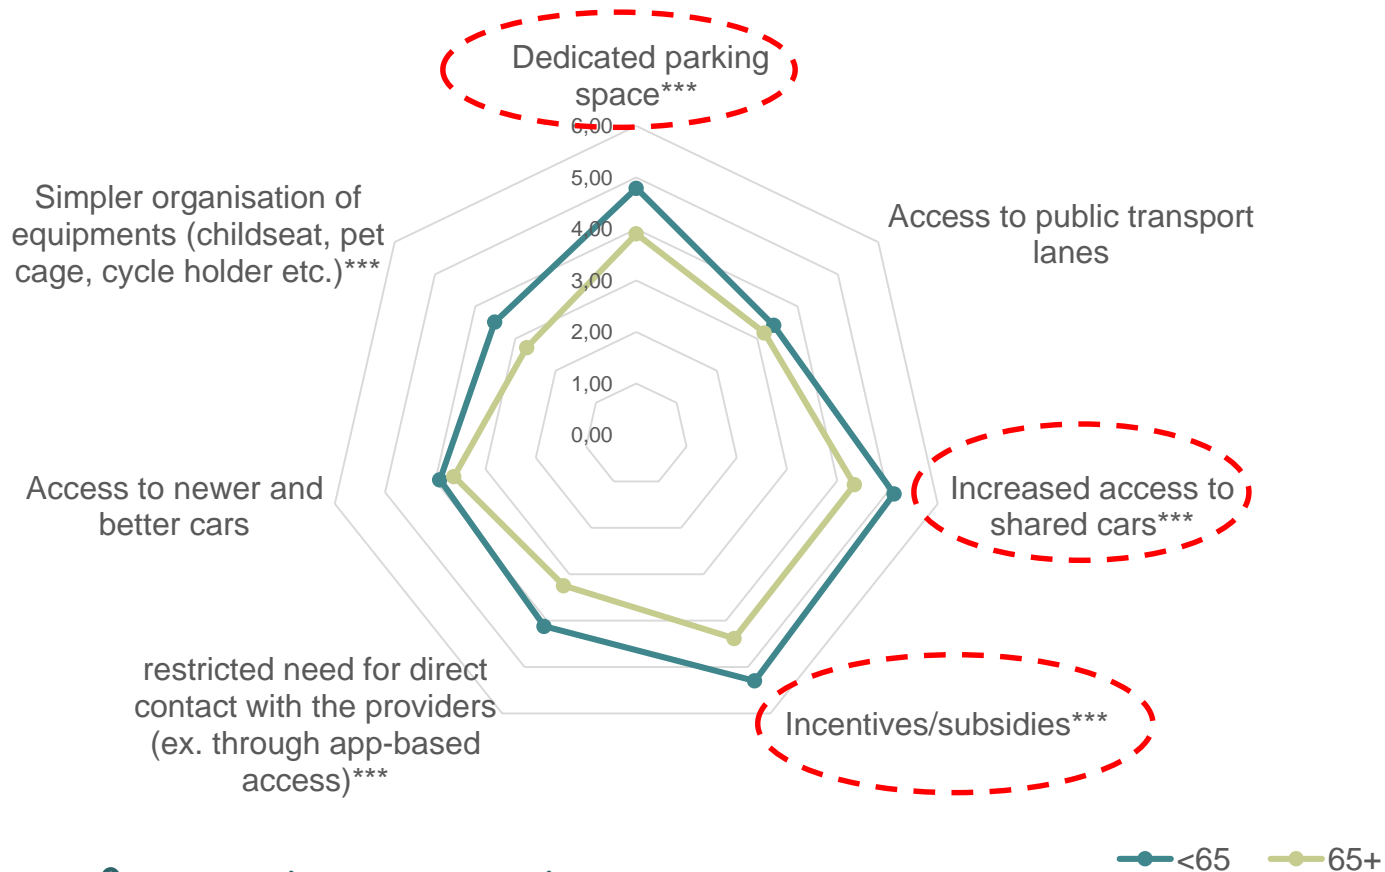 Dedicated parking
space***
6,00
5,00
4,00
3,00
2,00
1,00
0,00
Access to public transport
lanes
Increased access to
shared cars***
Incentives/subsidies***
restricted need for direct
contact with the providers
(ex. through app-based
access)***
Access to newer and
better cars
Simpler organisation of
equipments (childseat, pet
cage, cycle holder etc.)***
<65
65+